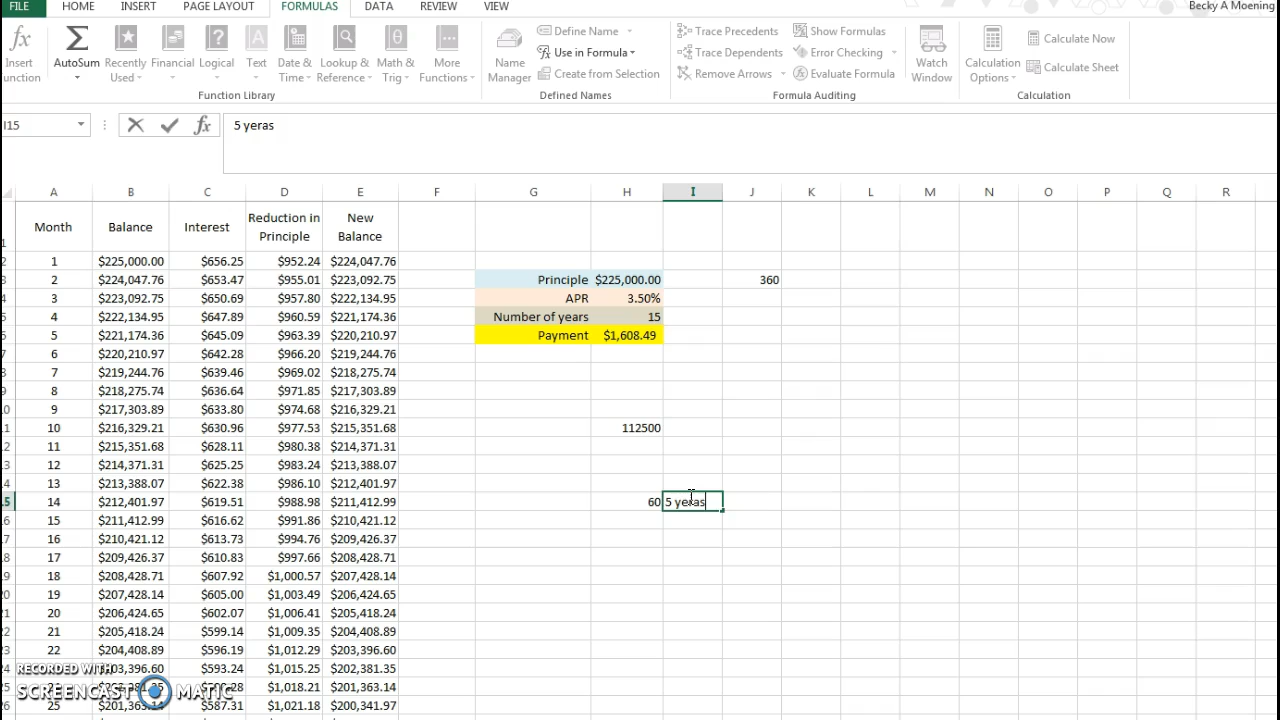 Becky A Moening
FILE HOME INSERT PAGE LAYOUT FORMULAS DATA REVIEW VIEW
Insert unction
AutoSum
Recently Used
Financial
Logical
Text
Date & Time
Lookup & Reference
Math & Trig
More Functions
Function Library
Name Manager
Define Name
Use in Formula
Create from Selection
Defined Names
Trace Precedents
Trace Dependents
Remove Arrows
Show Formulas
Error Checking
Evaluate Formula
Formula Auditing
Watch Window
Calculation Options
Calculate Now
Calculate Sheet
Calculation
I15 fx 5 yeras
A B C D E F G H I J K L M N O P Q R
1 Month Balance Interest Reduction in Principle New Balance
1 $225,000.00 $656.25 $952.24 $224,047.76
2 $224,047.76 $653.47 $955.01 $223,092.75 Principle $225,000.00 360
3 $223,092.75 $650.69 $957.80 $222,134.95 APR 3.50%
4 $222,134.95 $647.89 $960.59 $221,174.36 Number of years 15
5 $221,174.36 $645.09 $963.39 $220,210.97 Payment $1,608.49
6 $220,210.97 $642.28 $966.20 $219,244.76
7 $219,244.76 $639.46 $969.02 $218,275.74
8 $218,275.74 $636.64 $971.85 $217,303.89
9 $217,303.89 $633.80 $974.68 $216,329.21
10 $216,329.21 $630.96 $977.53 $215,351.68 112500
11 $215,351.68 $628.11 $980.38 $214,371.31
12 $214,371.31 $625.25 $983.24 $213,388.07
13 $213,388.07 $622.38 $986.10 $212,401.97
14 $212,401.97 $619.51 $988.98 $211,412.99 60 5 yeras
15 $211,412.99 $616.62 $991.86 $210,421.12
16 $210,421.12 $613.73 $994.76 $209,426.37
17 $209,426.37 $610.83 $997.66 $208,428.71
18 $208,428.71 $607.92 $1,000.57 $207,428.14
19 $207,428.14 $605.00 $1,003.49 $206,424.65
20 $206,424.65 $602.07 $1,006.41 $205,418.24
21 $205,418.24 $599.14 $1,009.35 $204,408.89
22 $204,408.89 $596.19 $1,012.29 $203,396.60
$593.24 $1,015.25 $202,381.35
$1,018.21 $201,363.14
25 $587.31 $1,021.18 $200,341.97
RECORDED WITH
SCREENCAST MATIC